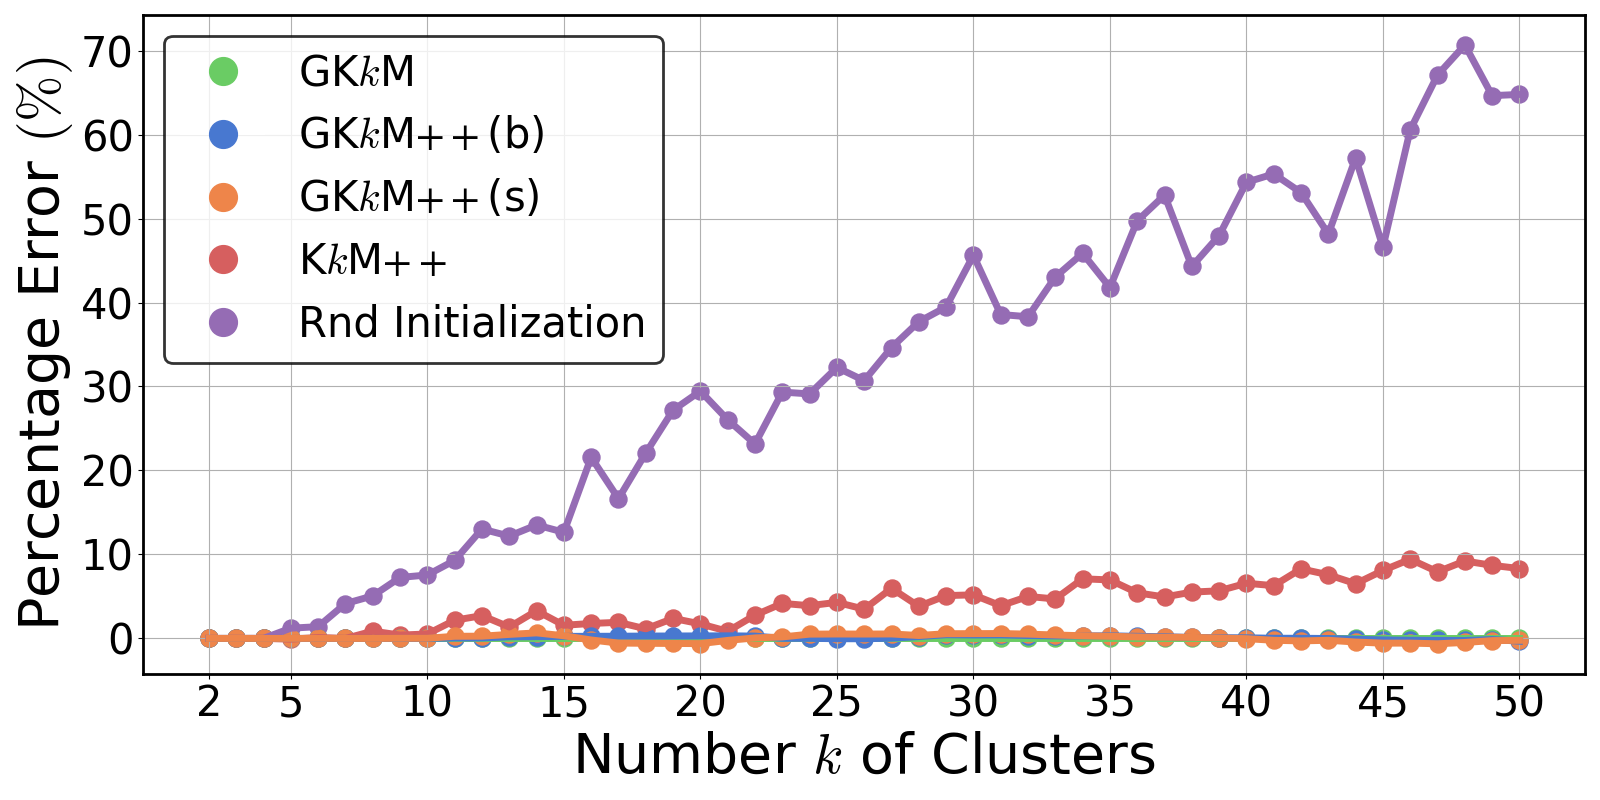 Percentage Error (%)
70
60
50
40
30
20
10
0
GKkM
GKkM++(b)
GKkM++(s)
KkM++
Rnd Initialization
2 5 10 15 20 25 30 35 40 45 50
Number k of Clusters